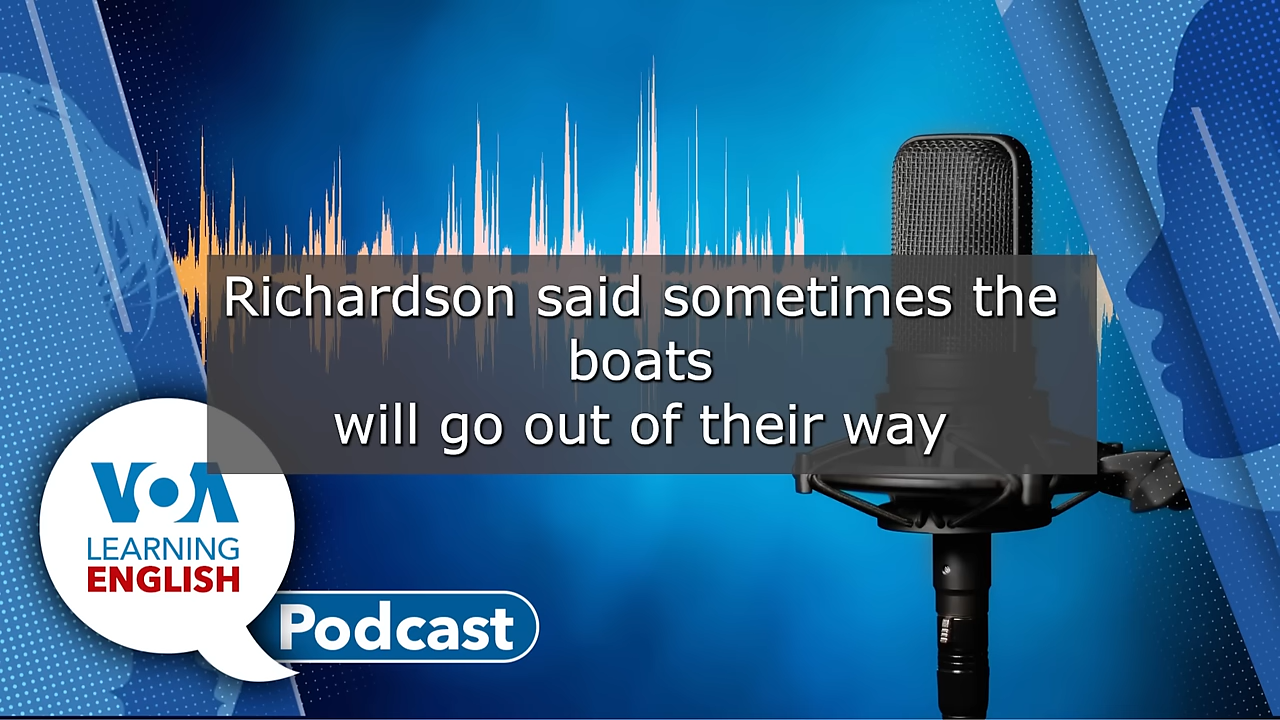 Richardson said sometimes the
boats
will go out of their way
VOA
LEARNING
ENGLISH
Podcast